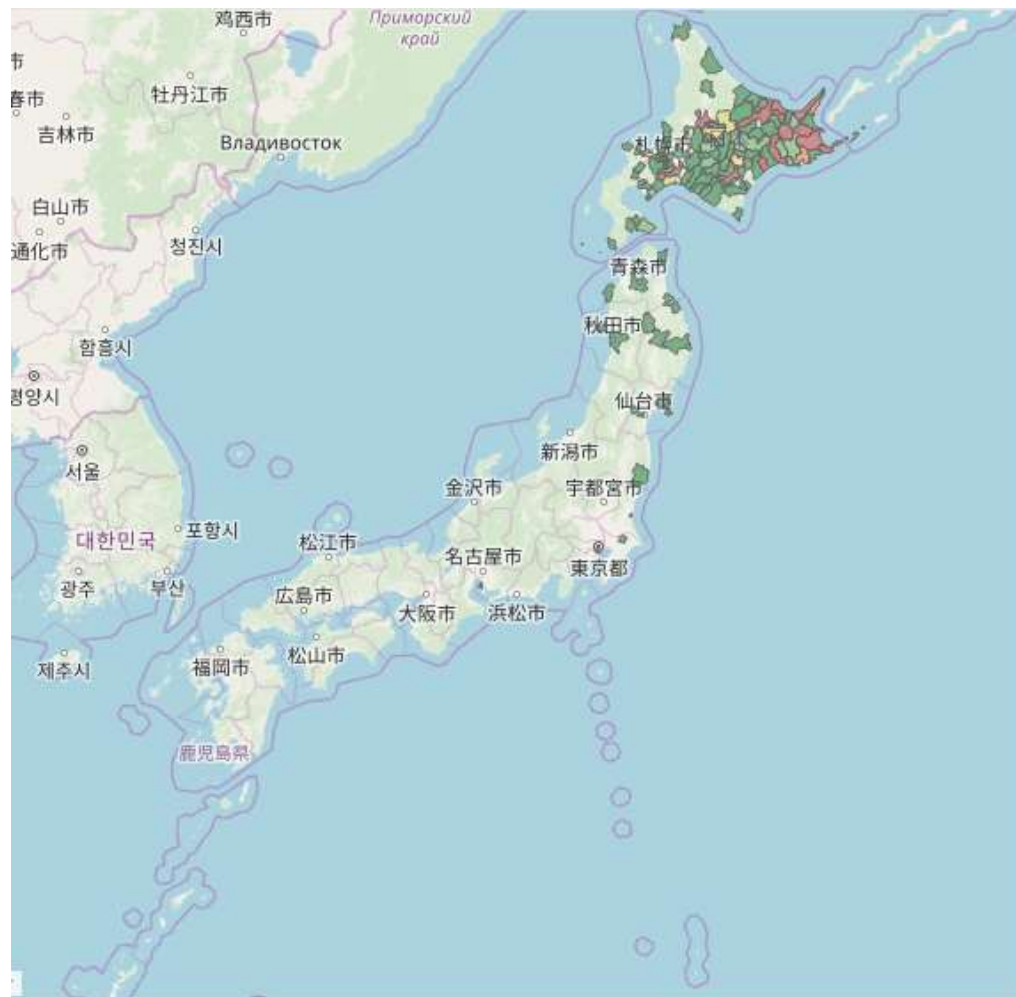 鸡西市
Приморский
край
市
牡丹江市
春市
吉林市
Владивосток
札幌市
白山市
通化市
청진시
青森市
함흥시
秋田市
평양시
仙台市
新潟市
서울
金沢市
宇都宮市
포항시
대한민국
松江市
名古屋市
東京都
광주
부산
広島市
大阪市
浜松市
제주시
福岡市
松山市
鹿児島県